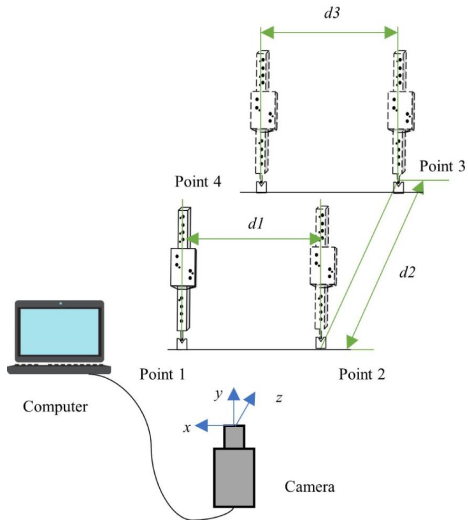 d3
Point 3
Point 4
d1
d2
Point 1
Point 2
Computer
y
z
x
Camera